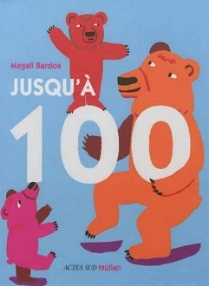 Magali Bardos
JUSQU'À
100
ACTES SUD junior